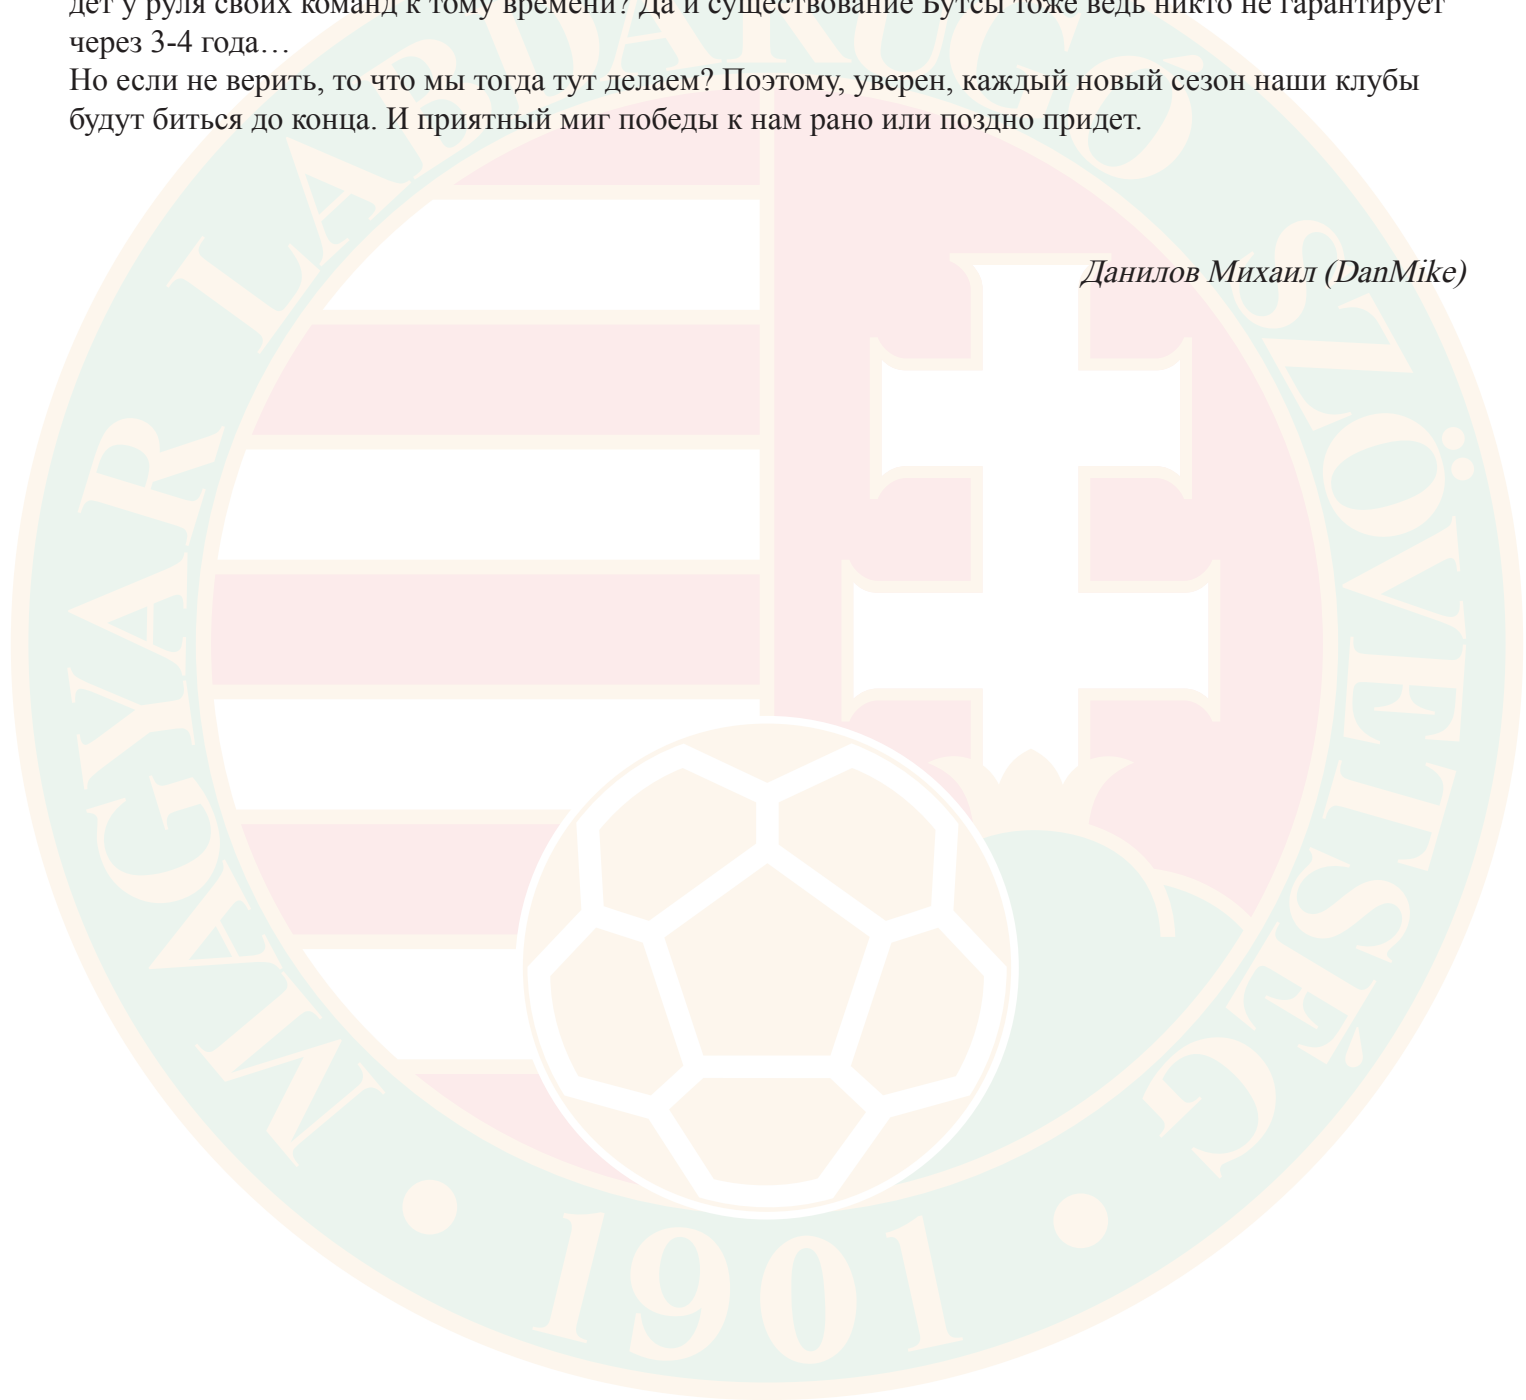 дет у руля своих команд к тому времени? Да и существование Бутсы тоже ведь никто не гарантирует
через 3-4 года…
Но если не верить, то что мы тогда тут делаем? Поэтому, уверен, каждый новый сезон наши клубы
будут биться до конца. И приятный миг победы к нам рано или поздно придет.
Данилов Михаил (DanMike)
MAGYAR LABDARÚGÓ SZÖVETSÉG
1901